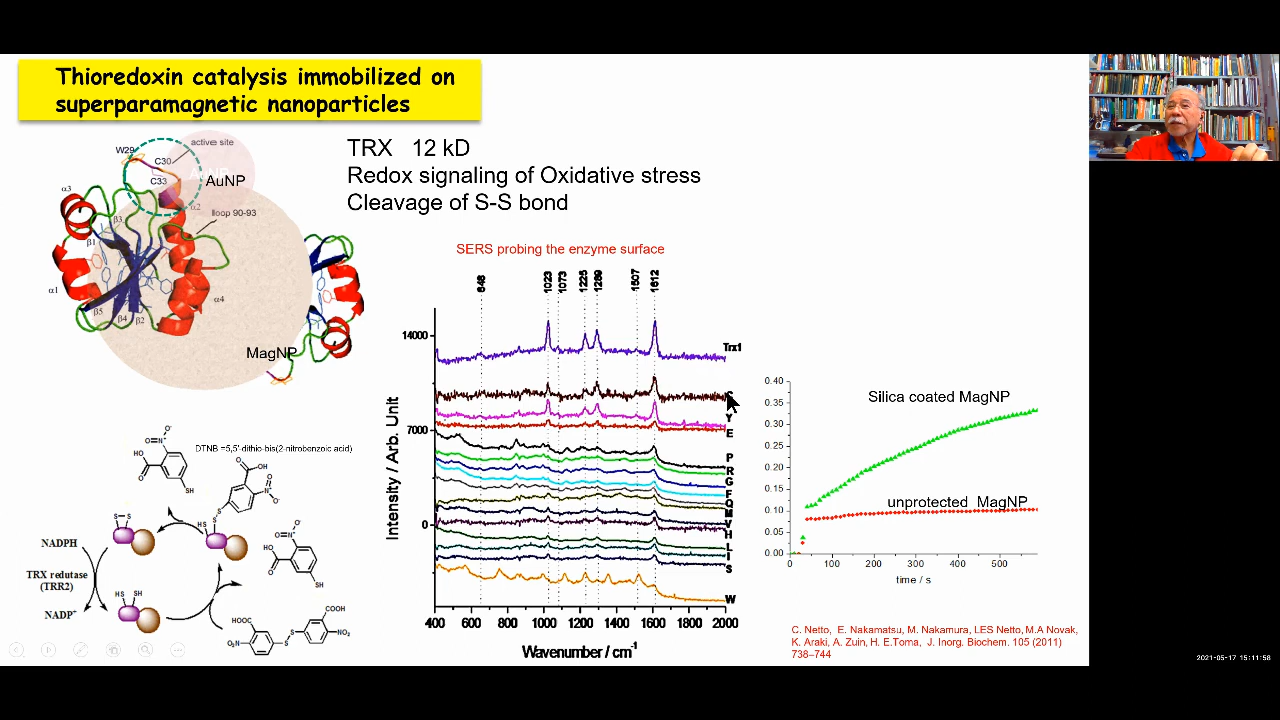 Thioredoxin catalysis immobilized on
superparamagnetic nanoparticles
TRX 12 kD
Redox signaling of Oxidative stress
Cleavage of S-S bond
W29
active site
C30
C33
AuNP
α3
α2
lloop 90-93
β3
β1
α1
α4
β5
β4
β2
MagNP
SERS probing the enzyme surface
1023
1073
1225
1289
1507
1612
14000
7000
0
Intensity / Arb. Unit
Trx1
Y
E
P
R
G
F
Q
M
V
H
L
I
S
W
400 600 800 1000 1200 1400 1600 1800 2000
Wavenumber / cm-1
0.40
0.35
0.30
0.25
0.20
0.15
0.10
0.05
0.00
Silica coated MagNP
unprotected MagNP
0 100 200 300 400 500
time / s
DTNB =5,5'-dithio-bis(2-nitrobenzoic acid)
HO
O
N
O-
SH
COOH
S
S
HS
NADPH
TRX redutase
(TRR2)
NADP+
HS SH
HOOC
O₂N
S
S
COOH
NO₂
C. Netto, E. Nakamatsu, M. Nakamura, LES Netto, M.A Novak,
K. Araki, A. Zuin, H. E.Toma, J. Inorg. Biochem. 105 (2011)
738–744
2021-05-17 15:11:58